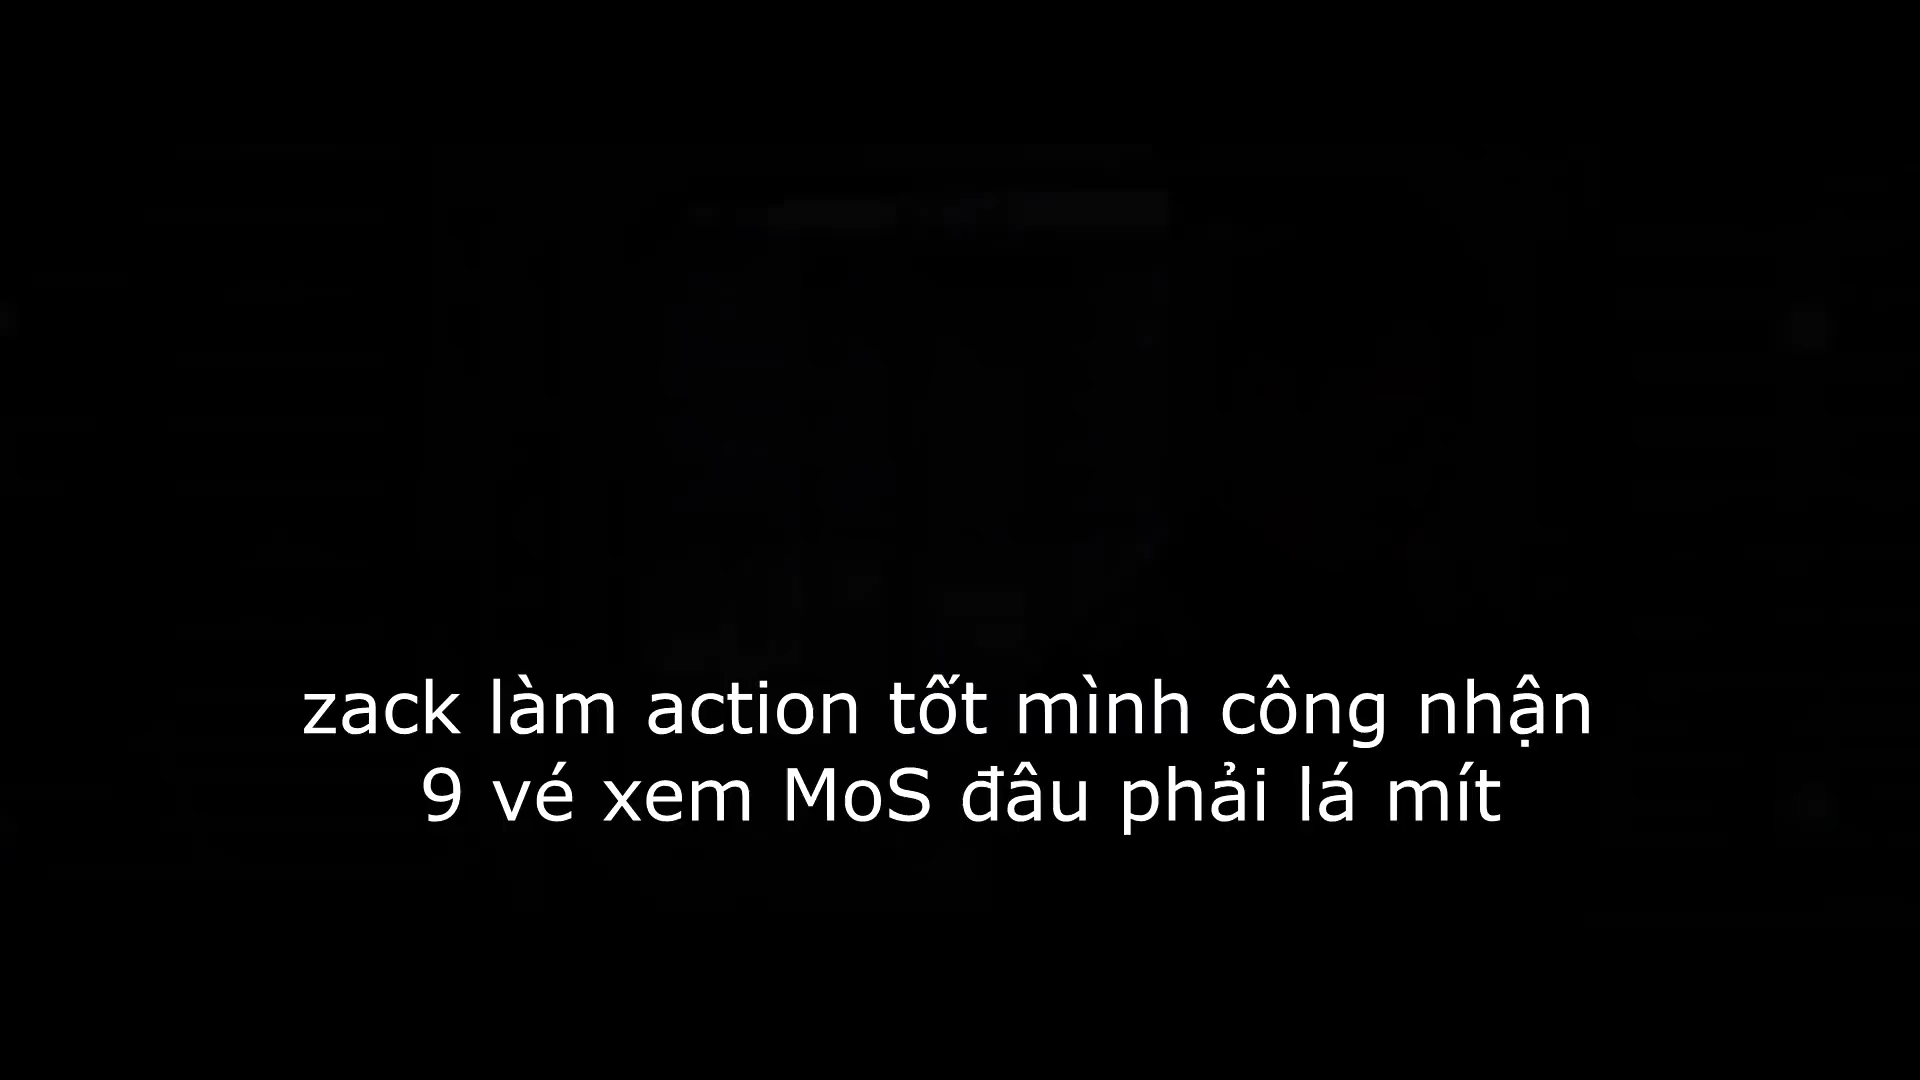 zack làm action tốt mình công nhận
9 vé xem MoS đâu phải lá mít